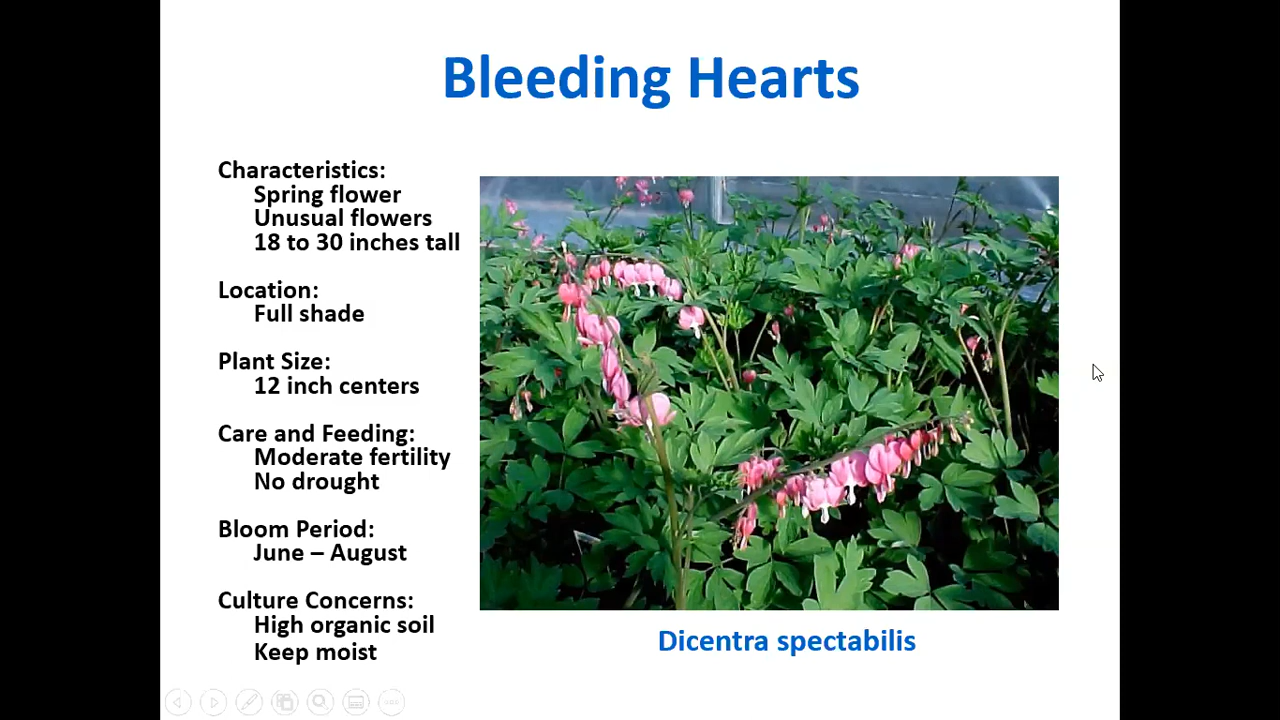 Bleeding Hearts
Characteristics:
Spring flower
Unusual flowers
18 to 30 inches tall
Location:
Full shade
Plant Size:
12 inch centers
Care and Feeding:
Moderate fertility
No drought
Bloom Period:
June – August
Culture Concerns:
High organic soil
Keep moist
Dicentra spectabilis